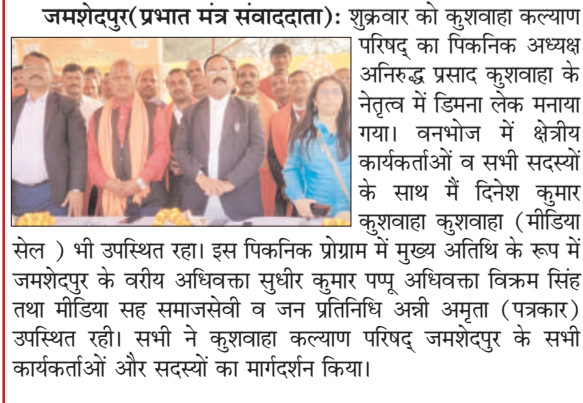 जमशेदपुर(प्रभात मंत्र संवाददाता): शुक्रवार को कुशवाहा कल्याण
परिषद् का पिकनिक अध्यक्ष
अनिरुद्ध प्रसाद कुशवाहा के
नेतृत्व में डिमना लेक मनाया
गया। वनभोज में क्षेत्रीय
कार्यकर्ताओं व सभी सदस्यों
के साथ मैं दिनेश कुमार
कुशवाहा कुशवाहा (मीडिया
सेल ) भी उपस्थित रहा। इस पिकनिक प्रोग्राम में मुख्य अतिथि के रूप में
जमशेदपुर के वरीय अधिवक्ता सुधीर कुमार पप्पू अधिवक्ता विक्रम सिंह
तथा मीडिया सह समाजसेवी व जन प्रतिनिधि अन्नी अमृता (पत्रकार)
उपस्थित रही। सभी ने कुशवाहा कल्याण परिषद् जमशेदपुर के सभी
कार्यकर्ताओं और सदस्यों का मार्गदर्शन किया।